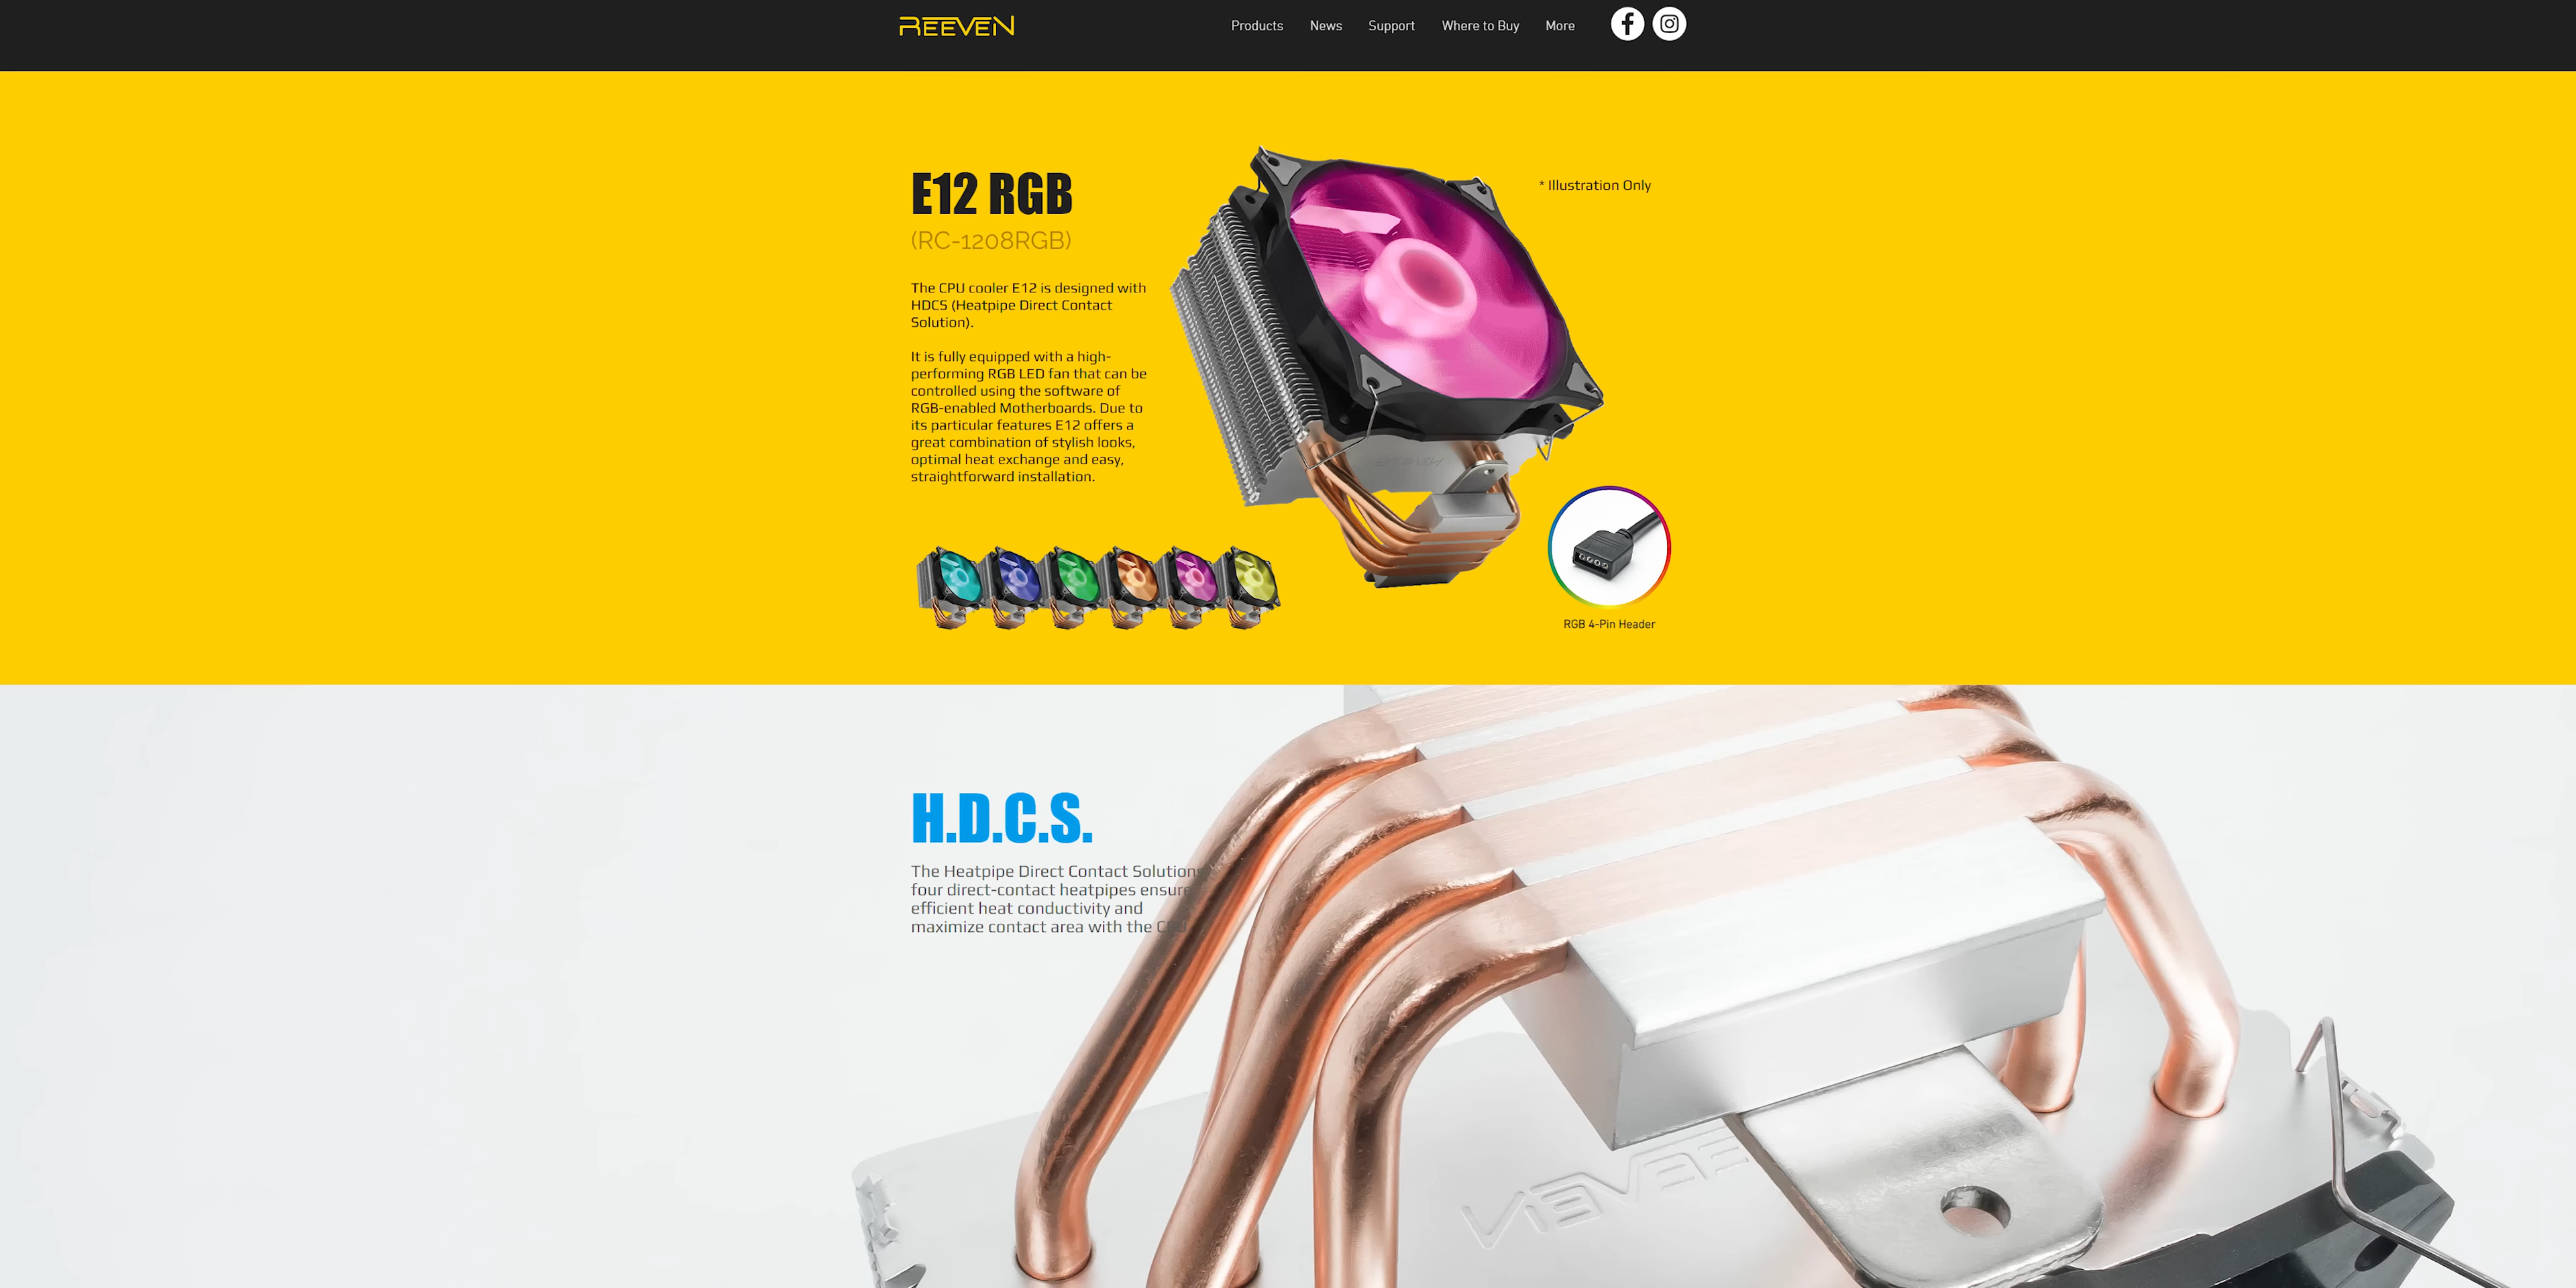 REEVEN
Products News Support Where to Buy More
E12 RGB
(RC-1208RGB)
* Illustration Only
The CPU cooler E12 is designed with
HDCS (Heatpipe Direct Contact
Solution).
It is fully equipped with a high-
performing RGB LED fan that can be
controlled using the software of
RGB-enabled Motherboards. Due to
its particular features E12 offers a
great combination of stylish looks,
optimal heat exchange and easy,
straightforward installation.
RGB 4-Pin Header
H.D.C.S.
The Heatpipe Direct Contact Solutions
four direct-contact heatpipes ensure
efficient heat conductivity and
maximize contact area with the CPU
REEVEN